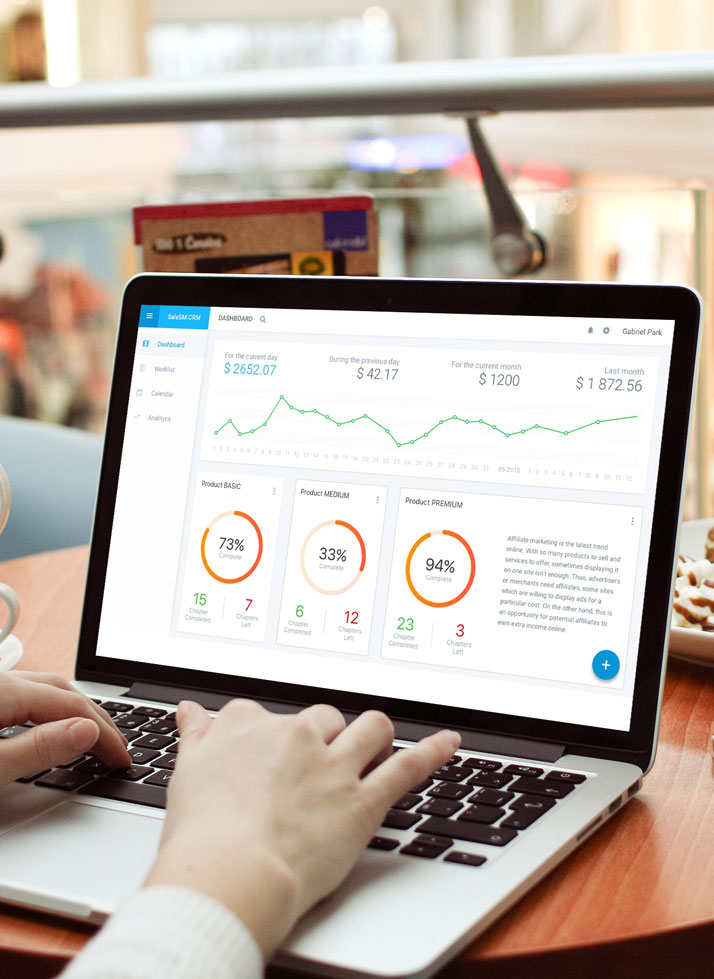 SaleSM CRM
DASHBOARD
Gabriel Park
Dashboard
Worklist
Calendar
Analitycs
For the current day
$ 2652.07
During the previous day
$ 42.17
For the current month
$ 1200
Last month
$ 1 872.56
1 2 3 4 5 6 7 8 9 10 11 12 13 14 15 16 17 18 19 20 21 22 23 24 25 26 27 28 29 30 31 05.2015 1 2 3 4 5 6 7 8 9 10 11 12
Product BASIC
73%
Complete
15
Chapter
Completed
7
Chapters
Left
Product MEDIUM
33%
Complete
6
Chapter
Completed
12
Chapters
Left
Product PREMIUM
94%
Complete
23
Chapter
Completed
3
Chapters
Left
Affiliate marketing is the latest trend
online. With so many products to sell and
services to offer, sometimes displaying it
on one site isn't enough. Thus, advertisers
or merchants need affiliates, some sites
which are willing to display ads for a
particular cost. On the other hand, this is
an opportunity for potential affiliates to
earn extra income online.
+